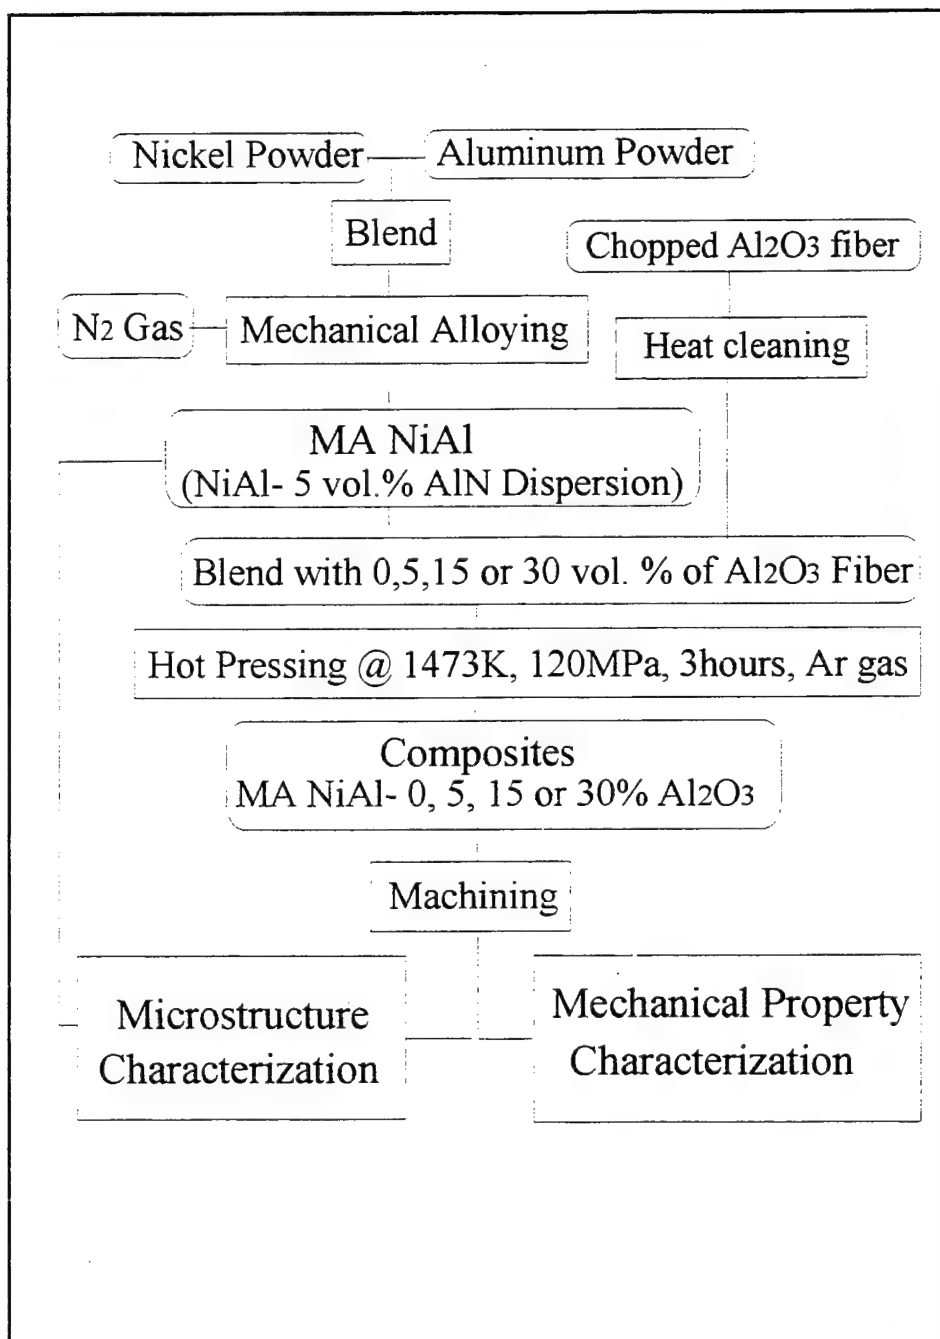 Nickel Powder
Aluminum Powder
Blend
Chopped Al2O3 fiber
N2 Gas
Mechanical Alloying
Heat cleaning
MA NiAl
(NiAl- 5 vol.% AlN Dispersion)
Blend with 0,5,15 or 30 vol. % of Al2O3 Fiber
Hot Pressing @ 1473K, 120MPa, 3hours, Ar gas
Composites
MA NiAl- 0, 5, 15 or 30% Al2O3
Machining
Microstructure
Characterization
Mechanical Property
Characterization